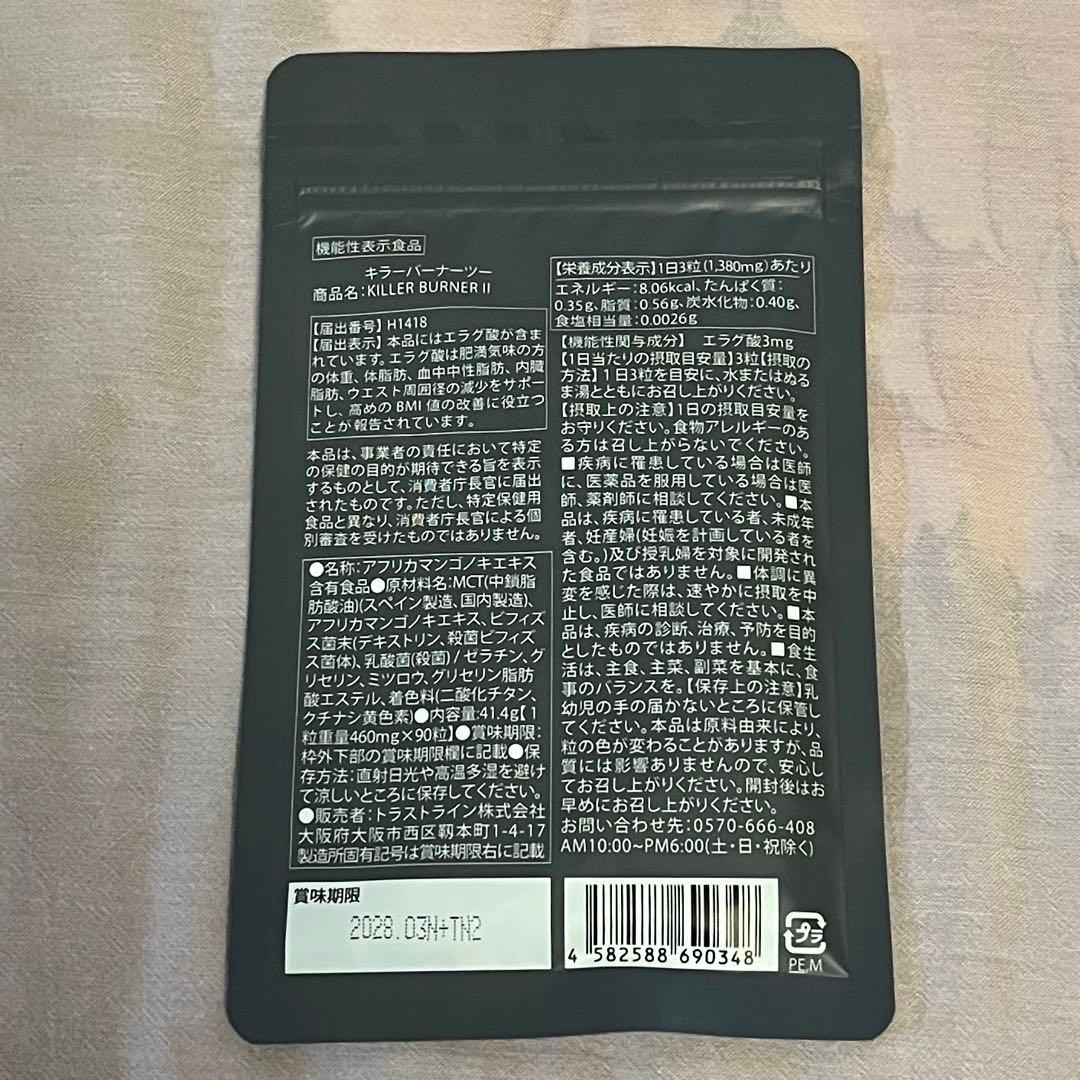 機能性表示食品
キラーバーナーツー
商品名:KILLER BURNER II
【届出番号】H1418
【届出表示】本品にはエラグ酸が含ま
れています。エラグ酸は肥満気味の方
の体重、体脂肪、血中中性脂肪、内臓
脂肪、ウエスト周囲径の減少をサポー
トし、高めのBMI値の改善に役立つ
ことが報告されています。
本品は、事業者の責任において特定
の保健の目的が期待できる旨を表示
するものとして、消費者庁長官に届出
されたものです。ただし、特定保健用
食品と異なり、消費者庁長官による個
別審査を受けたものではありません。
●名称:アフリカマンゴノキエキス
含有食品●原材料名:MCT(中鎖脂
肪酸油)(スペイン製造、国内製造)、
アフリカマンゴノキエキス、ビフィズ
ス菌末(デキストリン、殺菌ビフィズ
ス菌体)、乳酸菌(殺菌)/ゼラチン、グ
リセリン、ミツロウ、グリセリン脂肪
酸エステル、着色料(二酸化チタン、
クチナシ黄色素)●内容量:41.4g【1
粒重量460mg×90粒】●賞味期限:
枠外下部の賞味期限欄に記載●保
存方法:直射日光や高温多湿を避け
て涼しいところに保存してください。
●販売者:トラストライン株式会社
大阪府大阪市西区靱本町1-4-17
製造所固有記号は賞味期限右に記載
【栄養成分表示】1日3粒(1,380mg)あたり
エネルギー:8.06kcal、たんぱく質:
0.35g、脂質:0.56g、炭水化物:0.40g、
食塩相当量:0.0026g
【機能性関与成分】 エラグ酸3mg
【1日当たりの摂取目安量】3粒【摂取の
方法】1日3粒を目安に、水またはぬる
ま湯とともにお召し上がりください。
【摂取上の注意】1日の摂取目安量を
お守りください。食物アレルギーのあ
る方は召し上がらないでください。
■疾病に罹患している場合は医師
に、医薬品を服用している場合は医
師、薬剤師に相談してください。■本
品は、疾病に罹患している者、未成年
者、妊産婦(妊娠を計画している者を
含む。)及び授乳婦を対象に開発され
た食品ではありません。■体調に異
変を感じた際は、速やかに摂取を中
止し、医師に相談してください。■本
品は、疾病の診断、治療、予防を目的
としたものではありません。■食生
活は、主食、主菜、副菜を基本に、食
事のバランスを。【保存上の注意】乳
幼児の手の届かないところに保管し
てください。本品は原料由来により、
粒の色が変わることがありますが、品
質には影響ありませんので、安心し
てお召し上がりください。開封後はお
早めにお召し上がりください。
お問い合わせ先:0570-666-408
AM10:00~PM6:00(土・日・祝除く)
賞味期限
2028.03N+TN2
4 582588 690348
プラ
PE,M